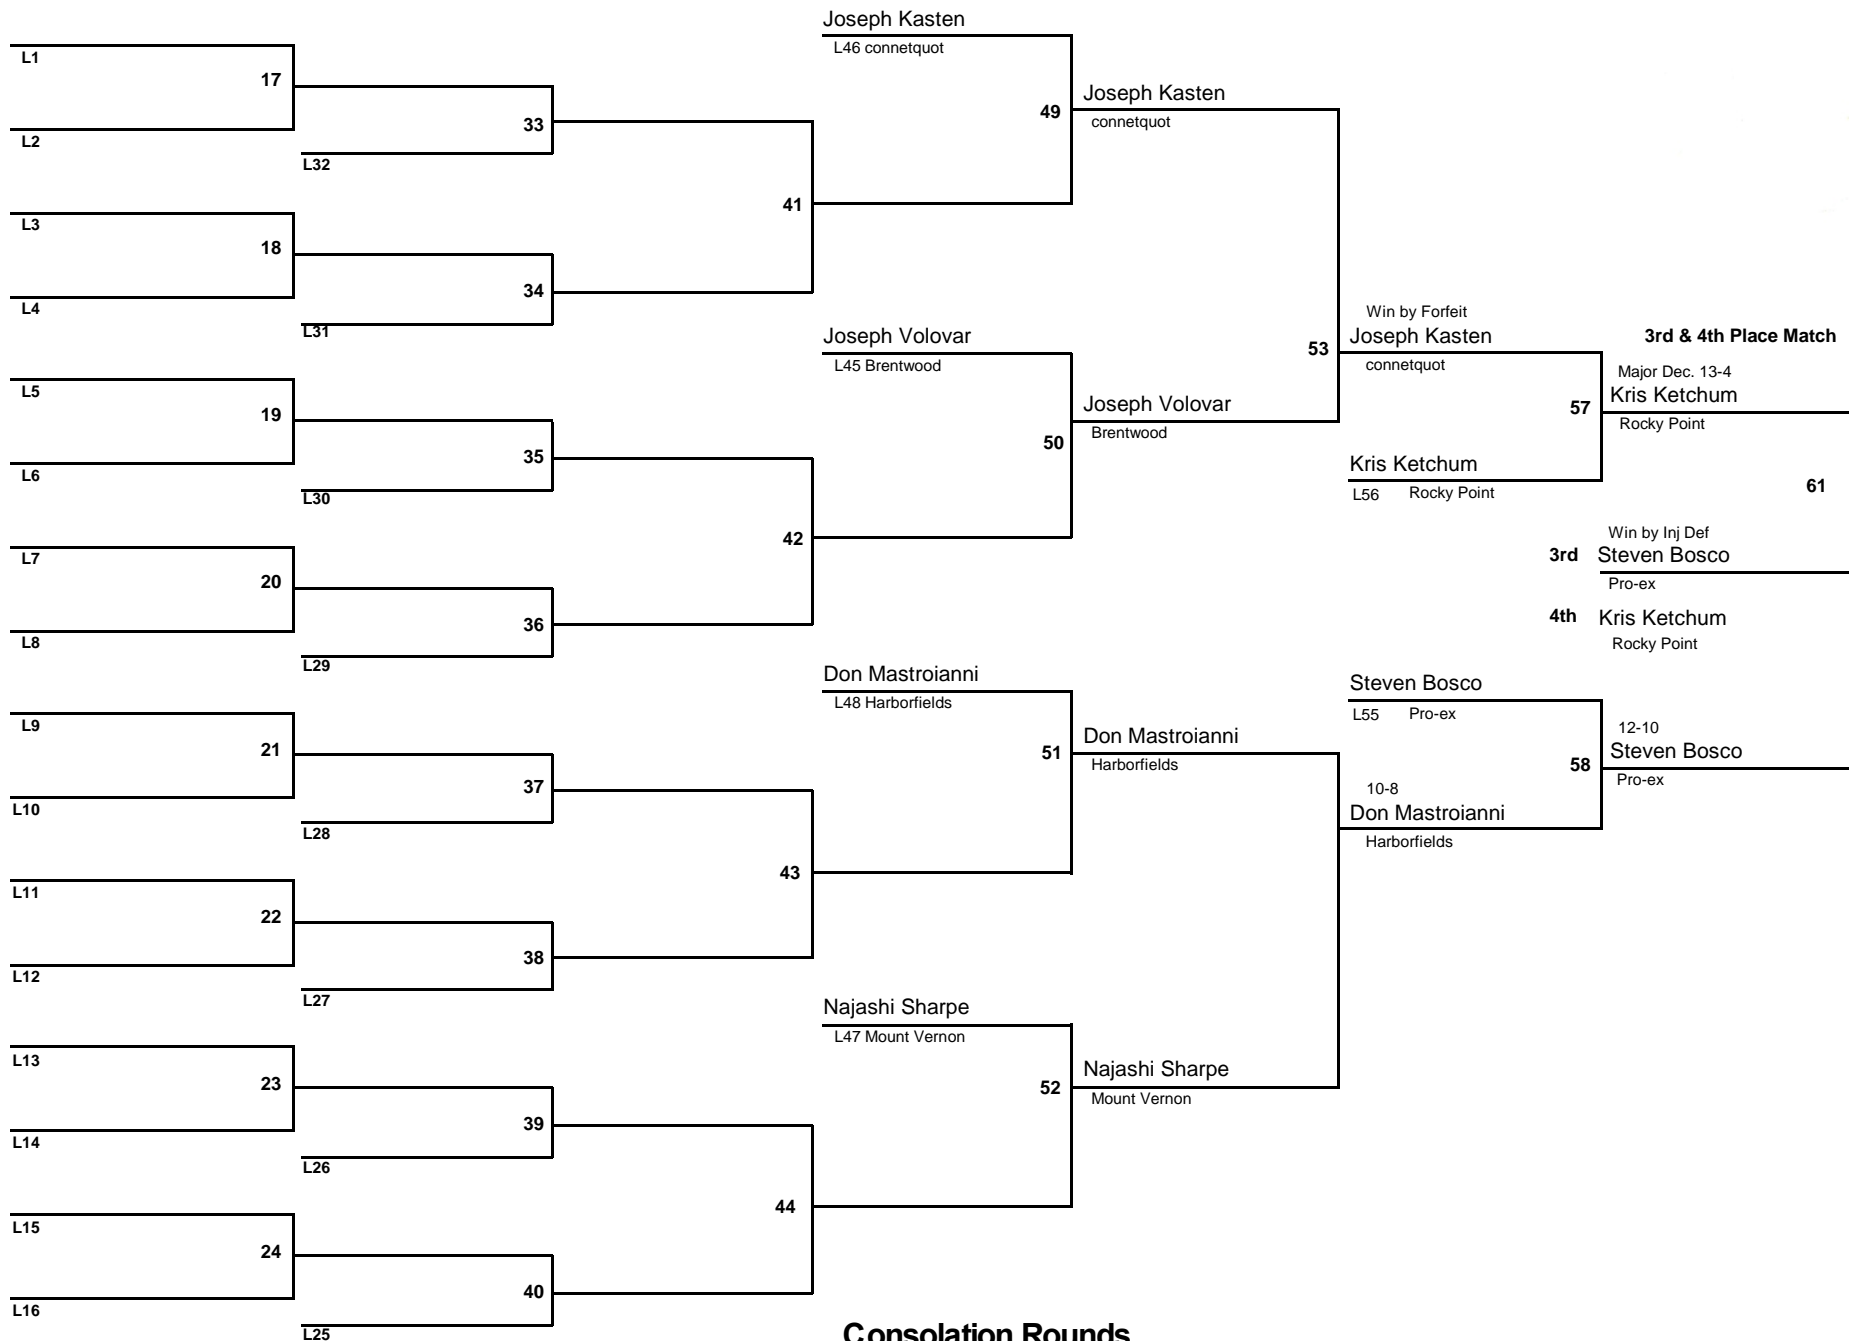 Joseph Kasten
L46 connetquot
L1
17
L2
33
L32
49
Joseph Kasten
connetquot
41
L3
18
L4
34
L31
Joseph Volovar
L45 Brentwood
53
Win by Forfeit
Joseph Kasten
connetquot
3rd & 4th Place Match
Major Dec. 13-4
Kris Ketchum
Rocky Point
57
L5
19
L6
35
L30
50
Joseph Volovar
Brentwood
Kris Ketchum
L56 Rocky Point
61
42
L7
20
L8
36
L29
Win by Inj Def
3rd Steven Bosco
Pro-ex
4th Kris Ketchum
Rocky Point
Don Mastroianni
L48 Harborfields
Steven Bosco
L55 Pro-ex
L9
21
L10
37
L28
51
Don Mastroianni
Harborfields
58
12-10
Steven Bosco
Pro-ex
10-8
Don Mastroianni
Harborfields
43
L11
22
L12
38
L27
Najashi Sharpe
L47 Mount Vernon
L13
23
L14
39
L26
52
Najashi Sharpe
Mount Vernon
44
L15
24
L16
40
L25
Consolation Rounds